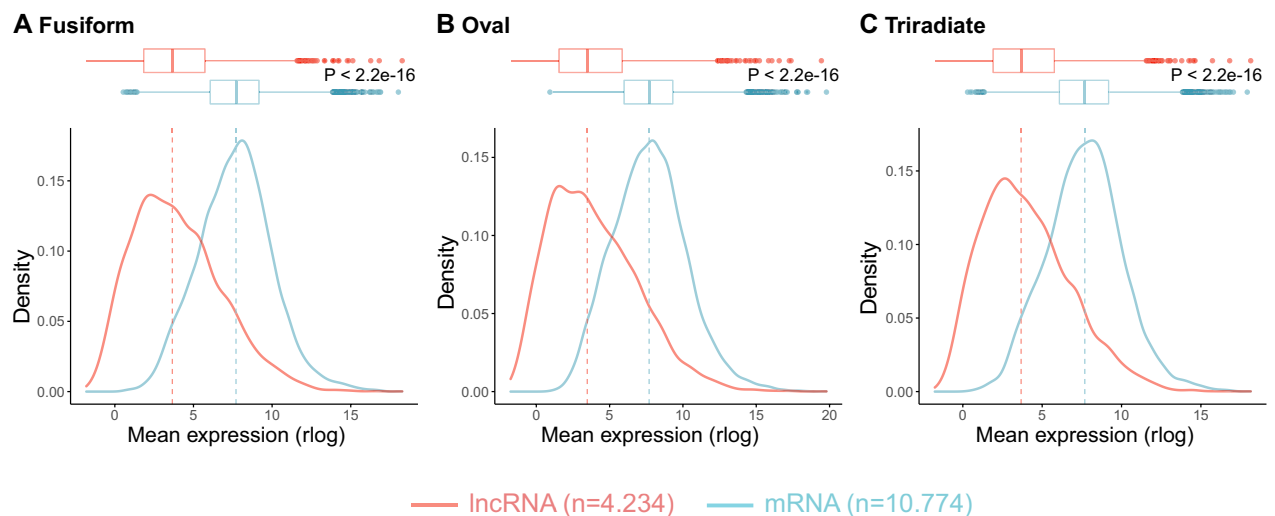 A Fusiform
P < 2.2e-16
Density
0.15
0.10
0.05
0.00
0
5
10
15
Mean expression (rlog)
B Oval
P < 2.2e-16
Density
0.15
0.10
0.05
0.00
0
5
10
15
20
Mean expression (rlog)
C Triradiate
P < 2.2e-16
Density
0.15
0.10
0.05
0.00
0
5
10
15
Mean expression (rlog)
lncRNA (n=4.234)
mRNA (n=10.774)